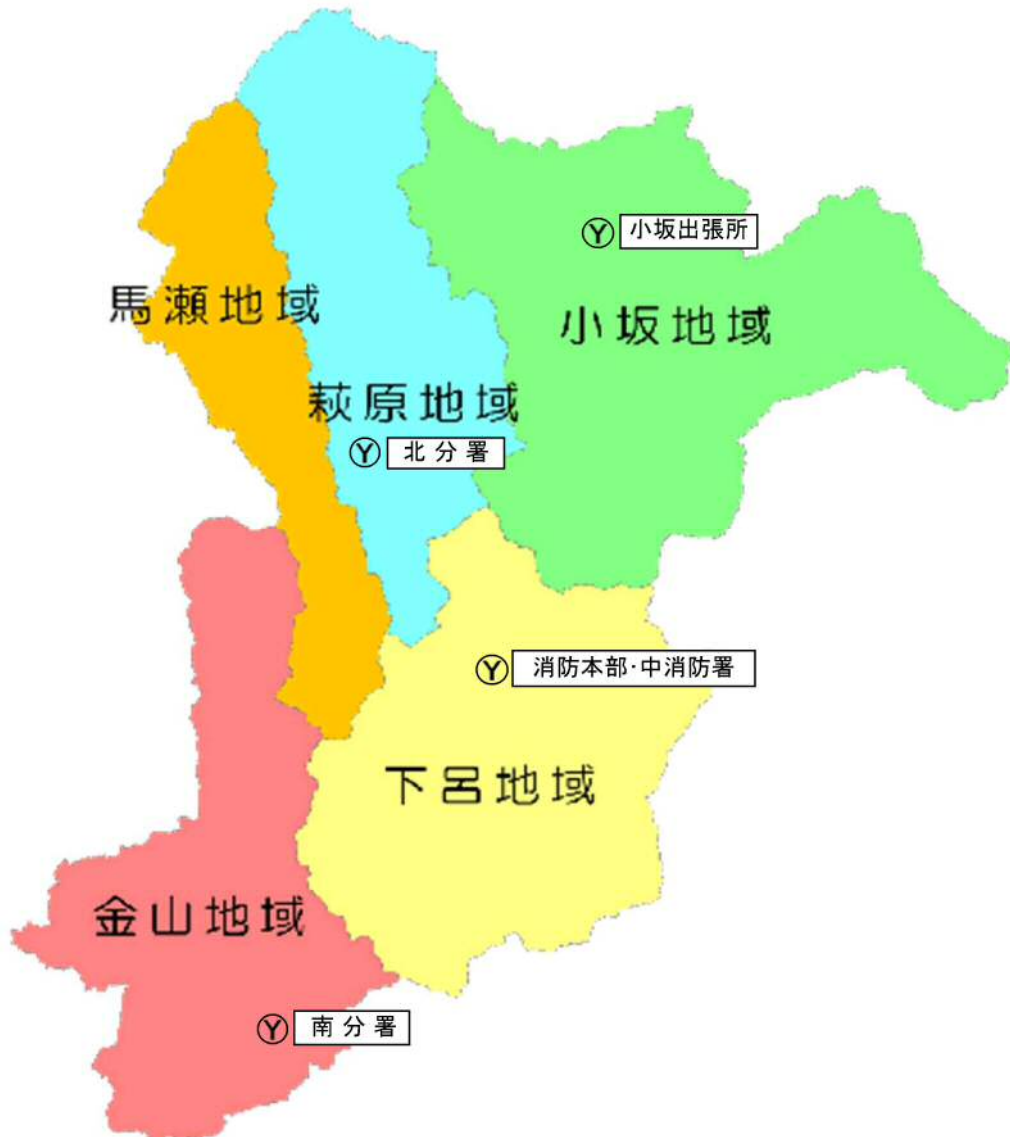 Y 小坂出張所
馬瀬地域
小坂地域
萩原地域
Y 北分署
Y 消防本部・中消防署
下呂地域
金山地域
Y 南分署